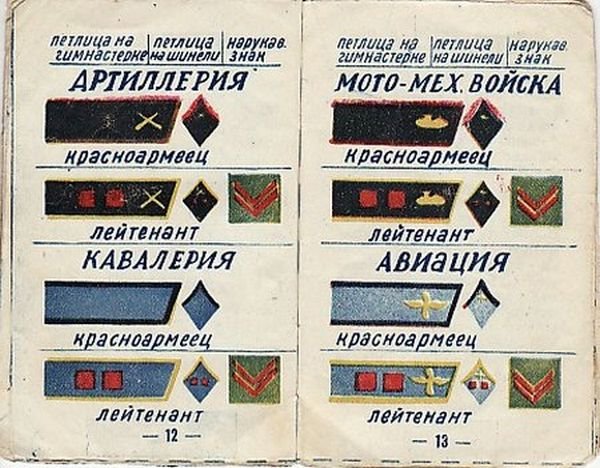 петлица на гимнастерке
петлица на шинели
нарукав. знак
АРТИЛЛЕРИЯ
красноармеец
лейтенант
КАВАЛЕРИЯ
красноармеец
лейтенант
— 12 —
петлица на гимнастерке
петлица на шинели
нарукав. знак
МОТО-МЕХ. ВОЙСКА
красноармеец
лейтенант
АВИАЦИЯ
красноармеец
лейтенант
— 13 —